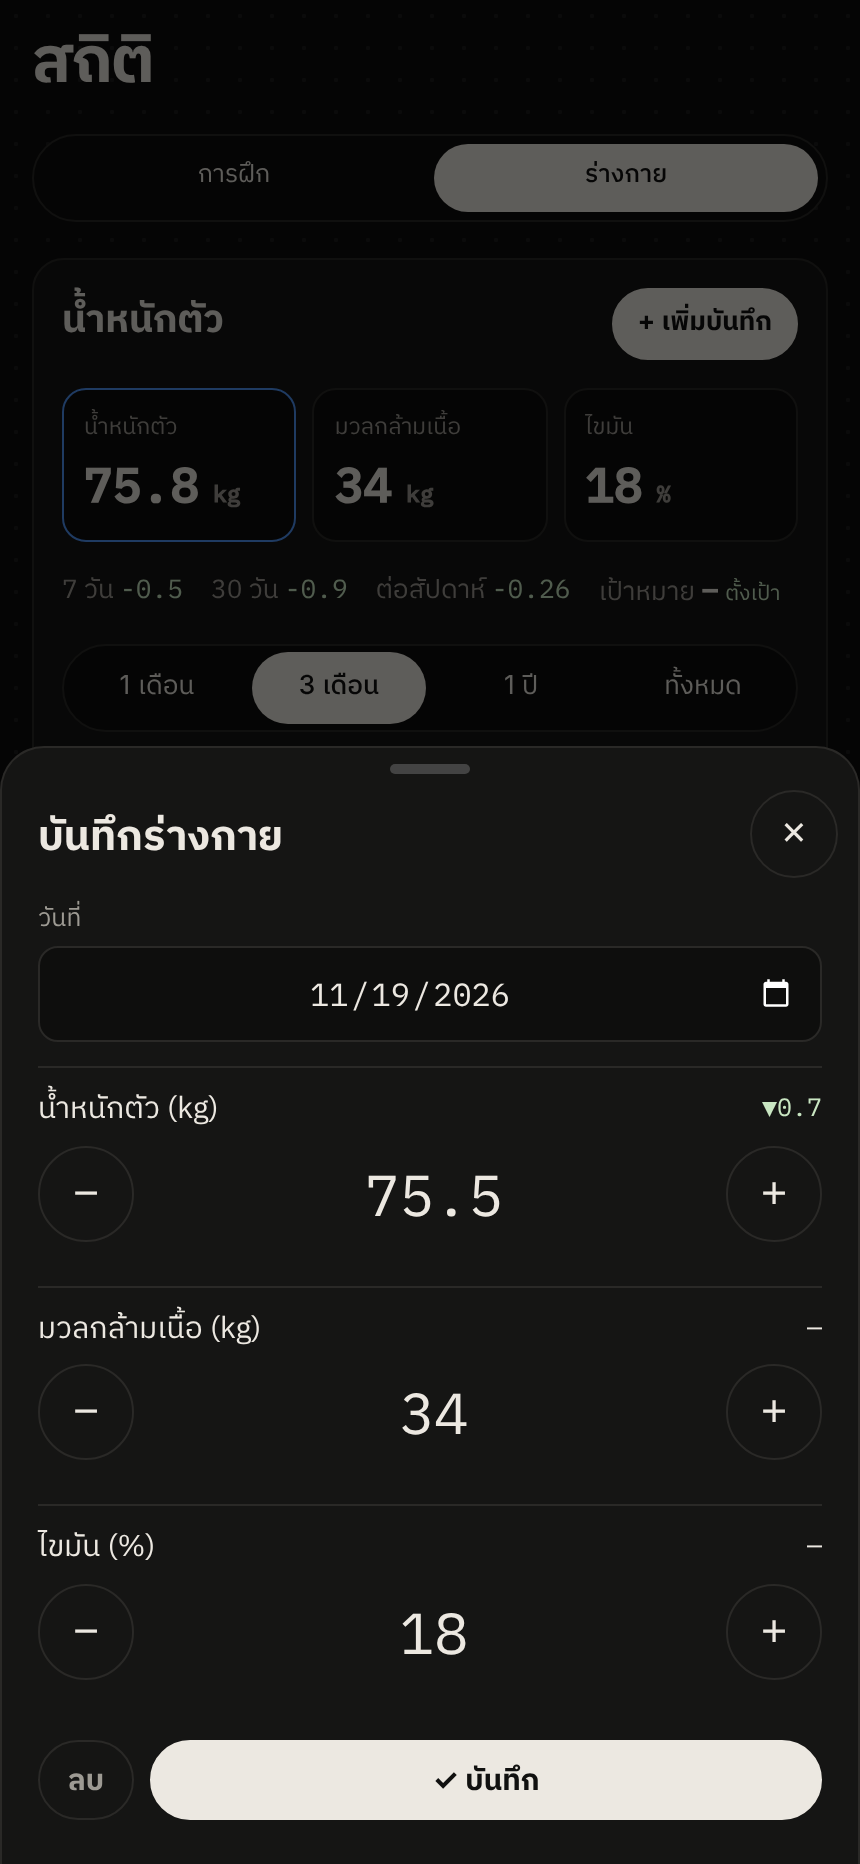 สถิติ
การฝึก ร่างกาย
น้ำหนักตัว + เพิ่มบันทึก
น้ำหนักตัว มวลกล้ามเนื้อ ไขมัน
75.8 kg 34 kg 18 %
7 วัน -0.5 30 วัน -0.9 ต่อสัปดาห์ -0.26 เป้าหมาย — ตั้งเป้า
1 เดือน 3 เดือน 1 ปี ทั้งหมด
บันทึกร่างกาย ✕
วันที่
11/19/2026
น้ำหนักตัว (kg) ▼0.7
− 75.5 +
มวลกล้ามเนื้อ (kg) —
− 34 +
ไขมัน (%) —
− 18 +
ลบ ✓ บันทึก